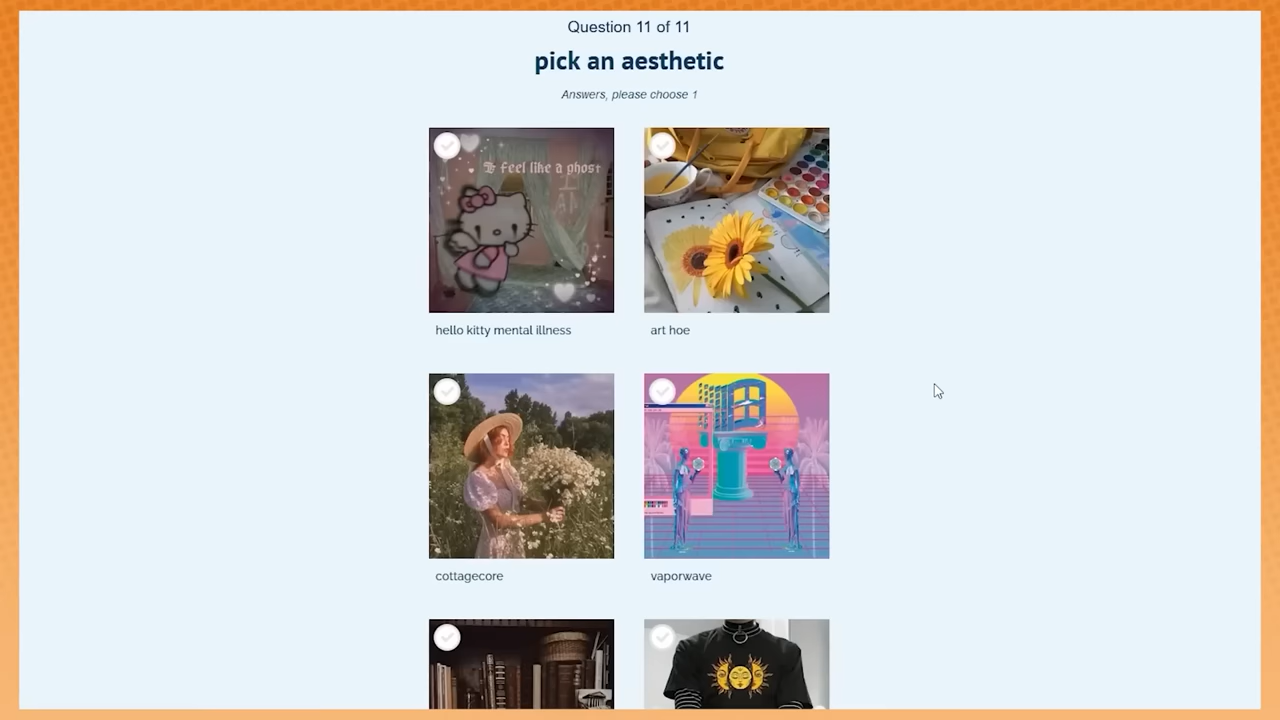 Question 11 of 11
pick an aesthetic
Answers, please choose 1
I feel like a ghost
hello kitty mental illness
art hoe
cottagecore
vaporwave